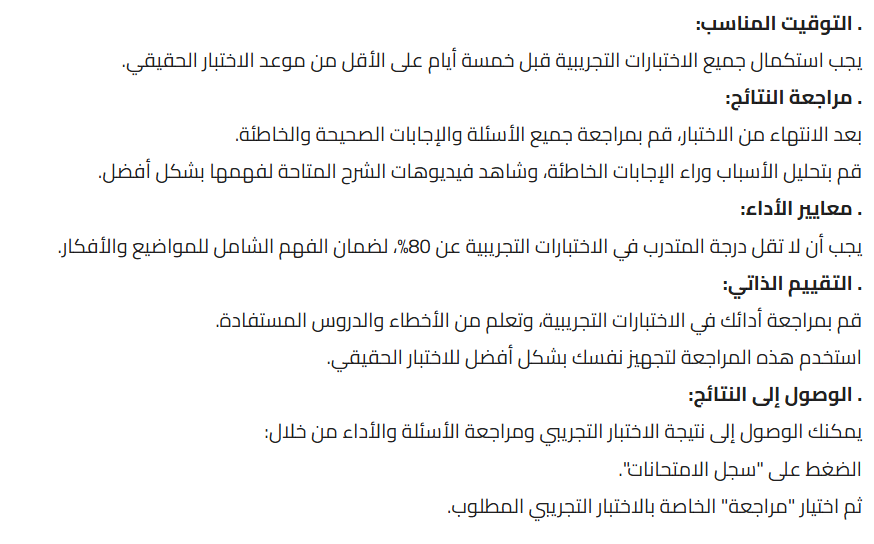 . التوقيت المناسب:
يجب استكمال جميع الاختبارات التجريبية قبل خمسة أيام على الأقل من موعد الاختبار الحقيقي.
. مراجعة النتائج:
بعد الانتهاء من الاختبار، قم بمراجعة جميع الأسئلة والإجابات الصحيحة والخاطئة.
قم بتحليل الأسباب وراء الإجابات الخاطئة، وشاهد فيديوهات الشرح المتاحة لفهمها بشكل أفضل.
. معايير الأداء:
يجب أن لا تقل درجة المتدرب في الاختبارات التجريبية عن 80%، لضمان الفهم الشامل للمواضيع والأفكار.
. التقييم الذاتي:
قم بمراجعة أدائك في الاختبارات التجريبية، وتعلم من الأخطاء والدروس المستفادة.
استخدم هذه المراجعة لتجهيز نفسك بشكل أفضل للاختبار الحقيقي.
. الوصول إلى النتائج:
يمكنك الوصول إلى نتيجة الاختبار التجريبي ومراجعة الأسئلة والأداء من خلال:
الضغط على "سجل الامتحانات".
ثم اختيار "مراجعة" الخاصة بالاختبار التجريبي المطلوب.